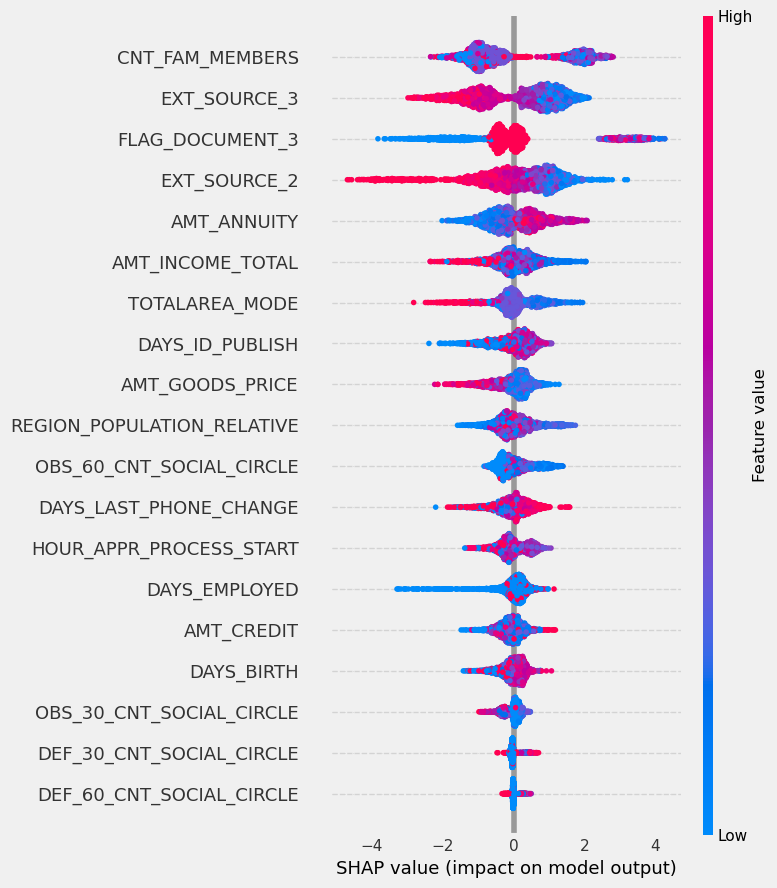 High
CNT_FAM_MEMBERS
EXT_SOURCE_3
FLAG_DOCUMENT_3
EXT_SOURCE_2
AMT_ANNUITY
AMT_INCOME_TOTAL
TOTALAREA_MODE
DAYS_ID_PUBLISH
AMT_GOODS_PRICE
REGION_POPULATION_RELATIVE
OBS_60_CNT_SOCIAL_CIRCLE
DAYS_LAST_PHONE_CHANGE
HOUR_APPR_PROCESS_START
DAYS_EMPLOYED
AMT_CREDIT
DAYS_BIRTH
OBS_30_CNT_SOCIAL_CIRCLE
DEF_30_CNT_SOCIAL_CIRCLE
DEF_60_CNT_SOCIAL_CIRCLE
Feature value
Low
−4 −2 0 2 4
SHAP value (impact on model output)